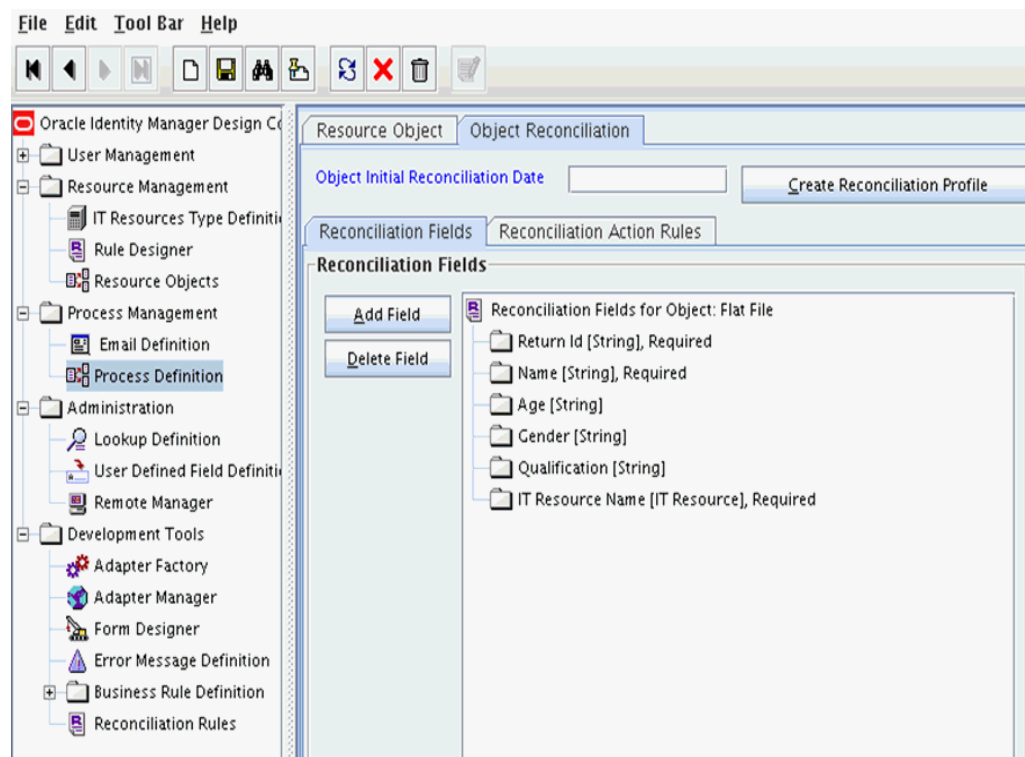 File Edit Tool Bar Help
Oracle Identity Manager Design Co
User Management
Resource Management
IT Resources Type Definiti
Rule Designer
Resource Objects
Process Management
Email Definition
Process Definition
Administration
Lookup Definition
User Defined Field Definiti
Remote Manager
Development Tools
Adapter Factory
Adapter Manager
Form Designer
Error Message Definition
Business Rule Definition
Reconciliation Rules
Resource Object Object Reconciliation
Object Initial Reconciliation Date Create Reconciliation Profile
Reconciliation Fields Reconciliation Action Rules
Reconciliation Fields
Add Field
Delete Field
Reconciliation Fields for Object: Flat File
Return Id [String], Required
Name [String], Required
Age [String]
Gender [String]
Qualification [String]
IT Resource Name [IT Resource], Required